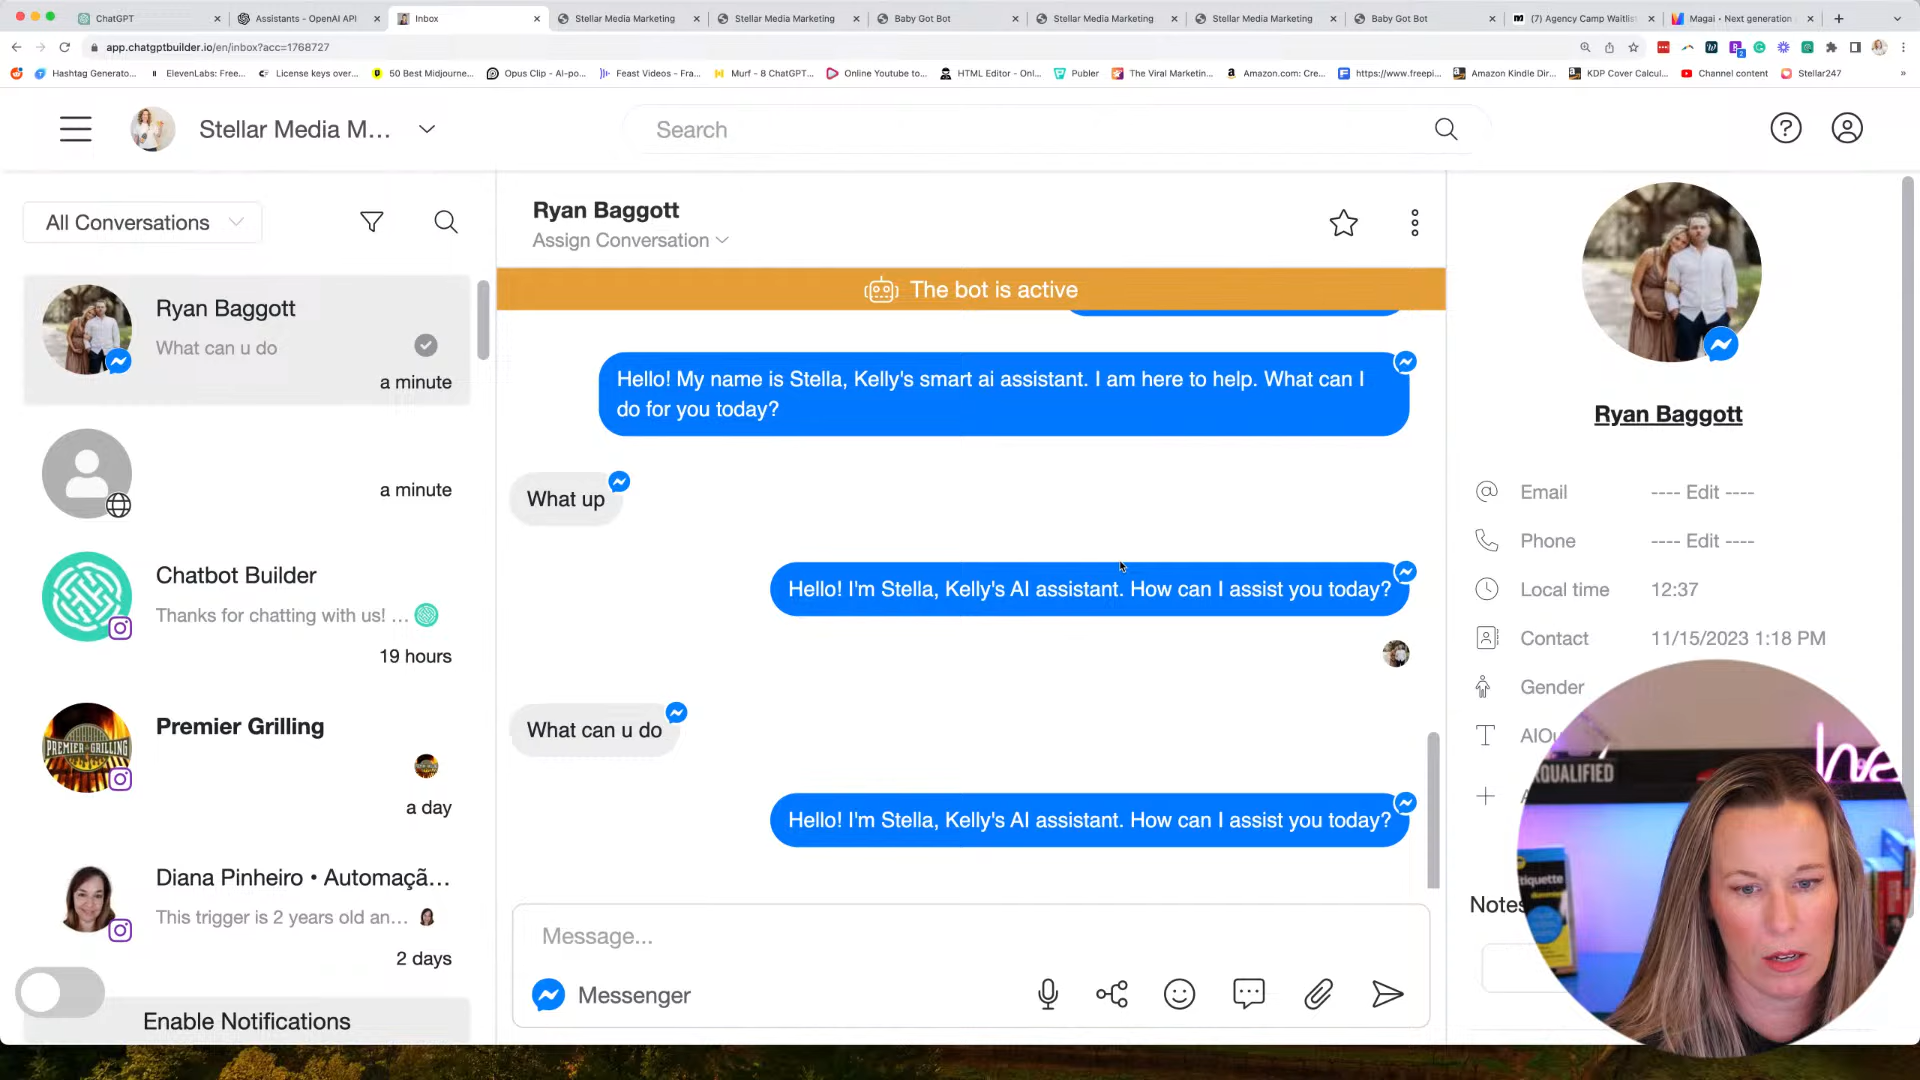 ChatGPT
Assistants - OpenAI API
Inbox
Stellar Media Marketing
Stellar Media Marketing
Baby Got Bot
Stellar Media Marketing
Stellar Media Marketing
Baby Got Bot
(7) Agency Camp Waitlis
Magai • Next generation
app.chatgptbuilder.io/en/inbox?acc=1768727
Hashtag Generato...
ElevenLabs: Free...
License keys over...
50 Best Midjourne...
Opus Clip - AI-po...
Feast Videos - Fra...
Murf - 8 ChatGPT...
Online Youtube to...
HTML Editor - Onl...
Publer
The Viral Marketin...
Amazon.com: Cre...
https://www.freepi...
Amazon Kindle Dir...
KDP Cover Calcul...
Channel content
Stellar247
Stellar Media M...
Search
All Conversations
Ryan Baggott
What can u do
a minute
a minute
Chatbot Builder
Thanks for chatting with us! ...
19 hours
Premier Grilling
PREMIER GRILLING
a day
Diana Pinheiro • Automaçã...
This trigger is 2 years old an...
2 days
Enable Notifications
Ryan Baggott
Assign Conversation
The bot is active
Hello! My name is Stella, Kelly's smart ai assistant. I am here to help. What can I
do for you today?
What up
Hello! I'm Stella, Kelly's AI assistant. How can I assist you today?
What can u do
Hello! I'm Stella, Kelly's AI assistant. How can I assist you today?
Message...
Messenger
Ryan Baggott
Email ---- Edit ----
Phone ---- Edit ----
Local time 12:37
Contact 11/15/2023 1:18 PM
Gender
AIOu
Notes
QUALIFIED
etiquette